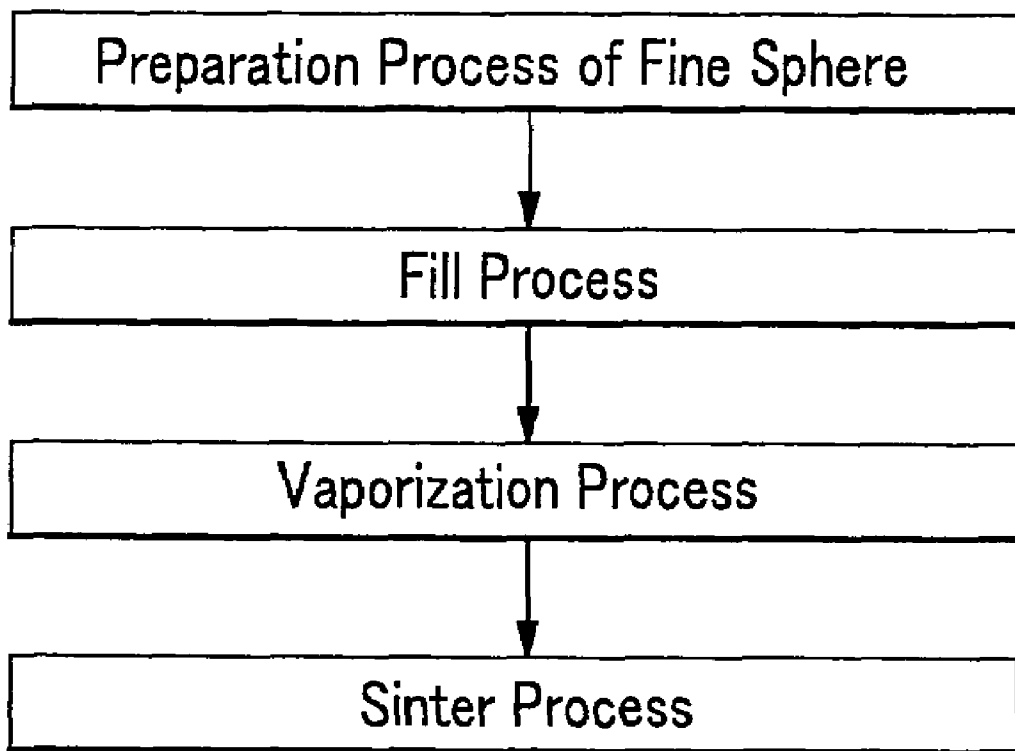 Preparation Process of Fine Sphere
Fill Process
Vaporization Process
Sinter Process